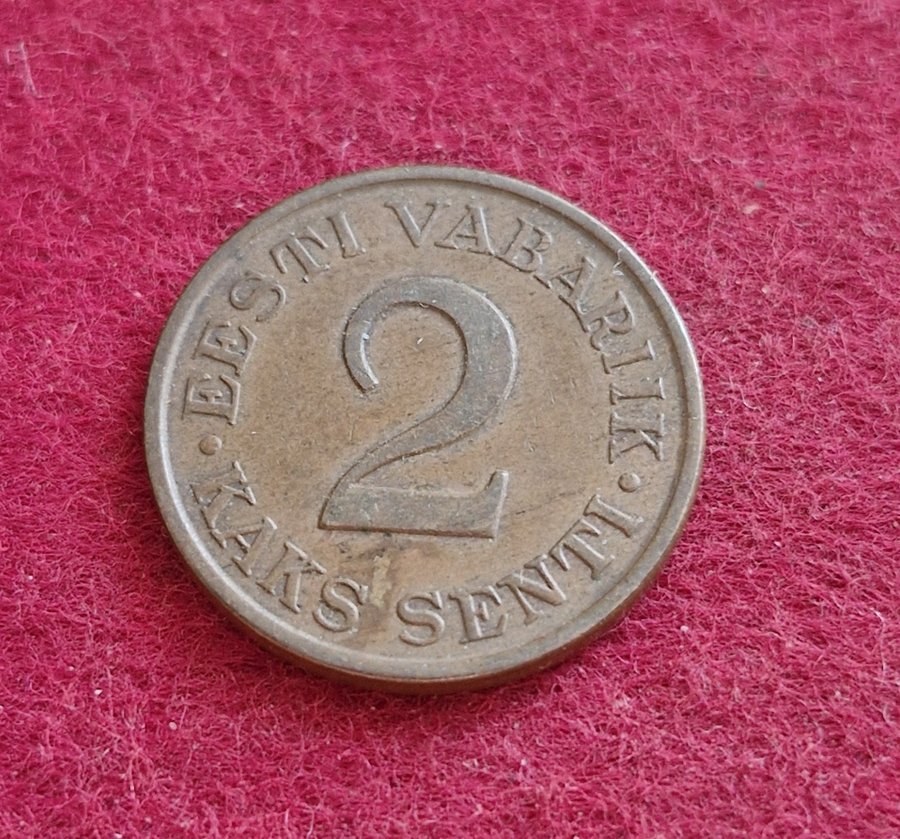 · EESTI VABARIIK ·
2
KAKS SENTI